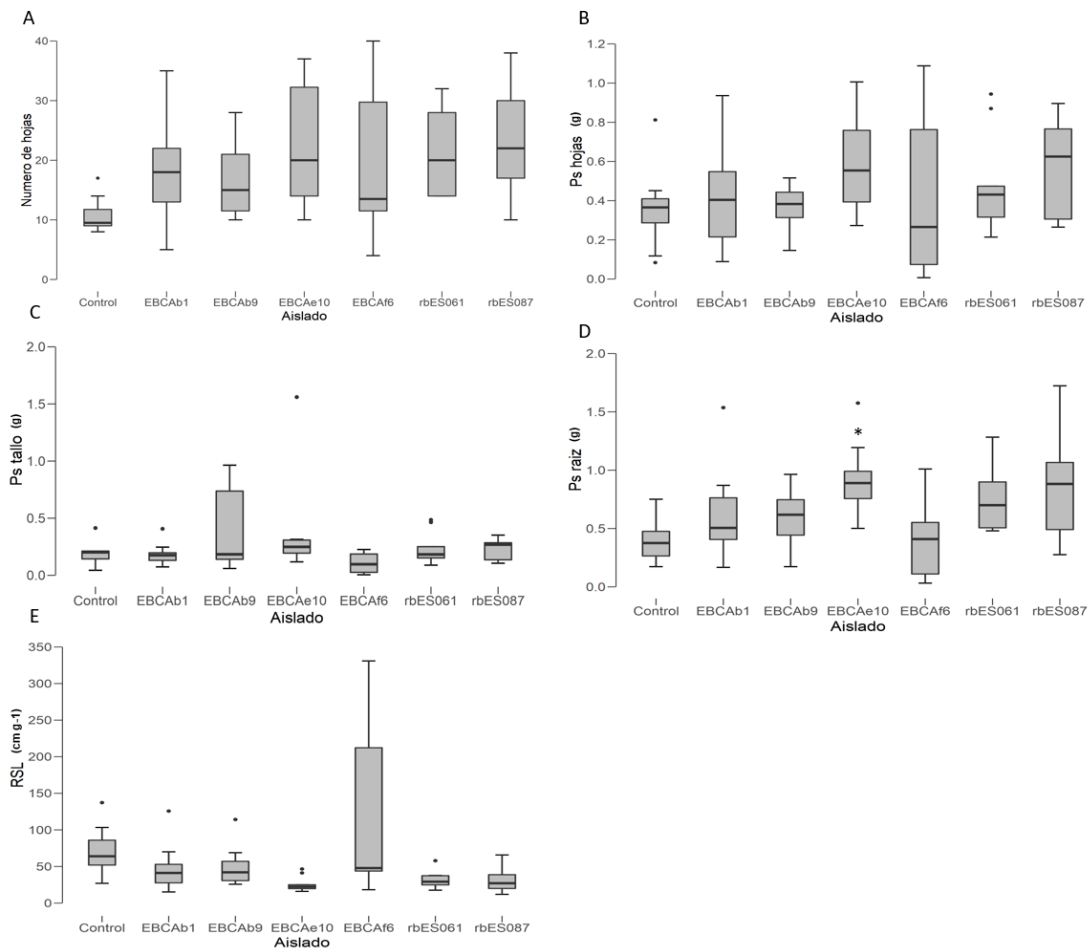 A
Numero de hojas
40
30
20
10
0
Control EBCAb1 EBCAb9 EBCAe10 EBCAf6 rbES061 rbES087
Aislado
B
Ps hojas (g)
1.2
1.0
0.8
0.6
0.4
0.2
0.0
Control EBCAb1 EBCAb9 EBCAe10 EBCAf6 rbES061 rbES087
Aislado
C
Ps tallo (g)
2.0
1.5
1.0
0.5
0.0
Control EBCAb1 EBCAb9 EBCAe10 EBCAf6 rbES061 rbES087
Aislado
D
Ps raiz (g)
2.0
1.5
1.0
0.5
0.0
*
Control EBCAb1 EBCAb9 EBCAe10 EBCAf6 rbES061 rbES087
Aislado
E
RSL (cm g-1)
350
300
250
200
150
100
50
0
Control EBCAb1 EBCAb9 EBCAe10 EBCAf6 rbES061 rbES087
Aislado